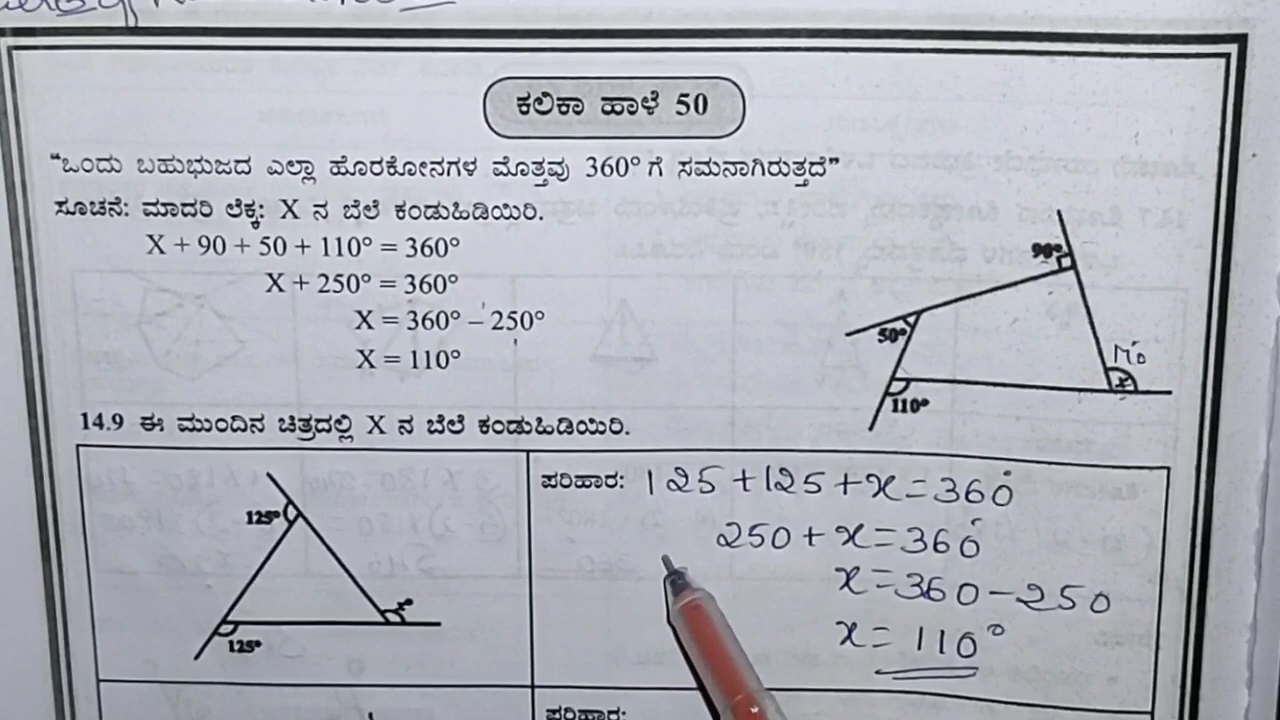 ಕಲಿಕಾ ಹಾಳೆ 50
"ಒಂದು ಬಹುಭುಜದ ಎಲ್ಲಾ ಹೊರಕೋನಗಳ ಮೊತ್ತವು 360° ಗೆ ಸಮನಾಗಿರುತ್ತದೆ"
ಸೂಚನೆ: ಮಾದರಿ ಲೆಕ್ಕ: X ನ ಬೆಲೆ ಕಂಡುಹಿಡಿಯಿರಿ.
X + 90 + 50 + 110° = 360°
X + 250° = 360°
X = 360° – 250°
X = 110°
90°
50°
110°
x
14.9 ಈ ಮುಂದಿನ ಚಿತ್ರದಲ್ಲಿ X ನ ಬೆಲೆ ಕಂಡುಹಿಡಿಯಿರಿ.
125°
125°
ಪರಿಹಾರ: 125 + 125 + x = 360°
250 + x = 360°
x = 360 – 250
x = 110°
ಪರಿಹಾರ: